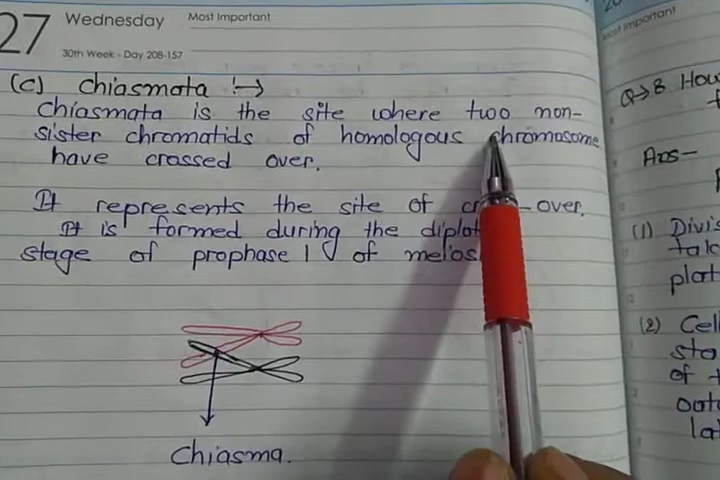 27 Wednesday Most Important
30th Week - Day 208-157
(c) Chiasmata :→
Chiasmata is the site where two non-
sister chromatids of homologous chromosome
have crossed over.
It represents the site of -over.
It is formed during the
stage of prophase I of
Chiasma.
Most Important
Q→8 How
Ans-
(1)
(2)
of